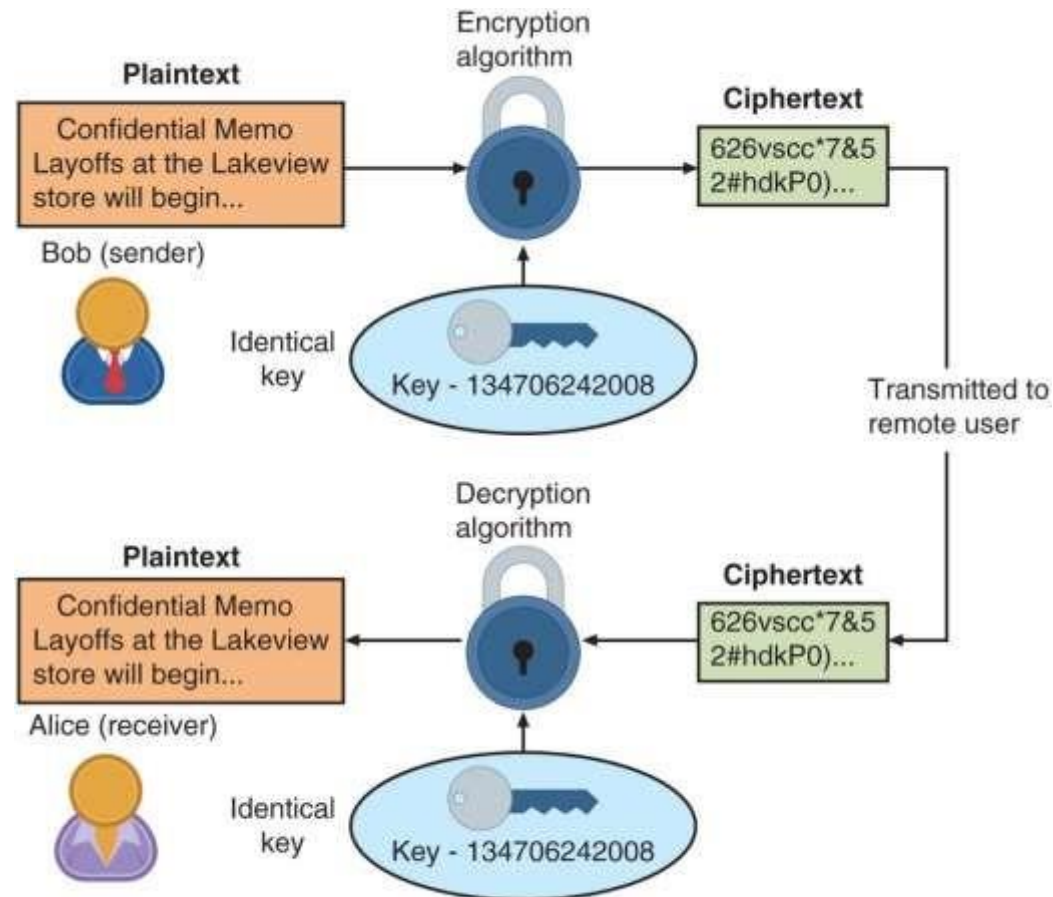 Encryption
algorithm
Plaintext
Confidential Memo
Layoffs at the Lakeview
store will begin...
Ciphertext
626vscc*7&5
2#hdkP0)...
Bob (sender)
Identical
key
Key - 134706242008
Transmitted to
remote user
Decryption
algorithm
Plaintext
Confidential Memo
Layoffs at the Lakeview
store will begin...
Ciphertext
626vscc*7&5
2#hdkP0)...
Alice (receiver)
Identical
key
Key - 134706242008